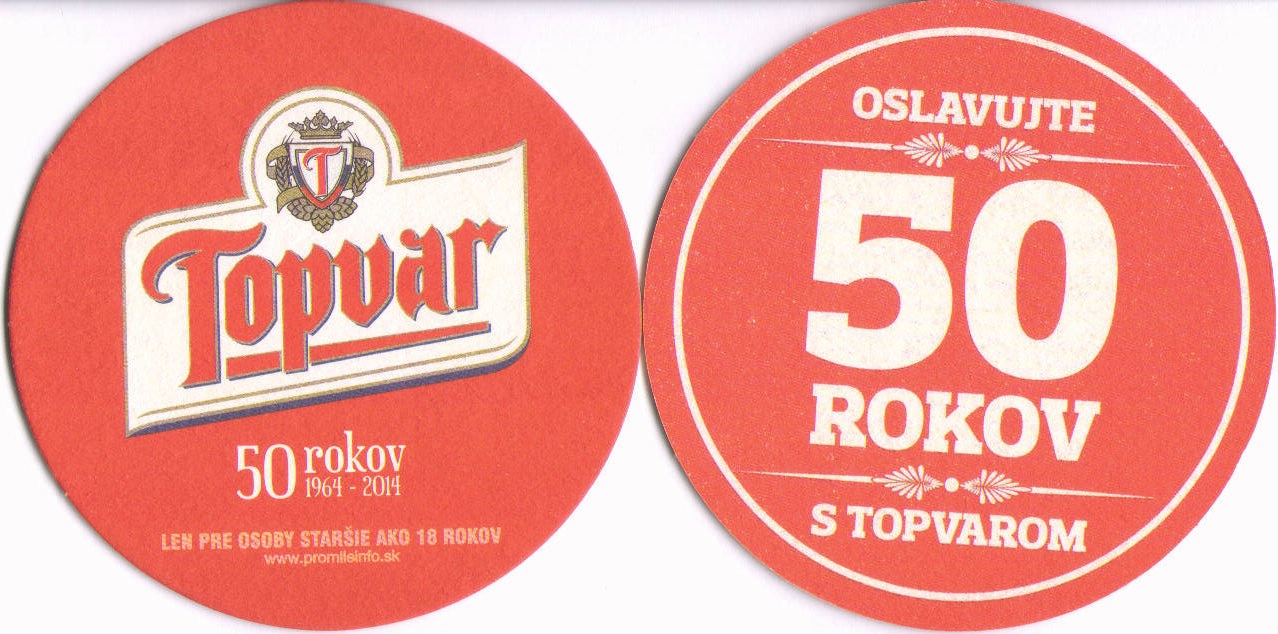 T
Topvar
50 rokov
1964 - 2014
LEN PRE OSOBY STARŠIE AKO 18 ROKOV
www.promileinfo.sk
OSLAVUJTE
50
ROKOV
S TOPVAROM